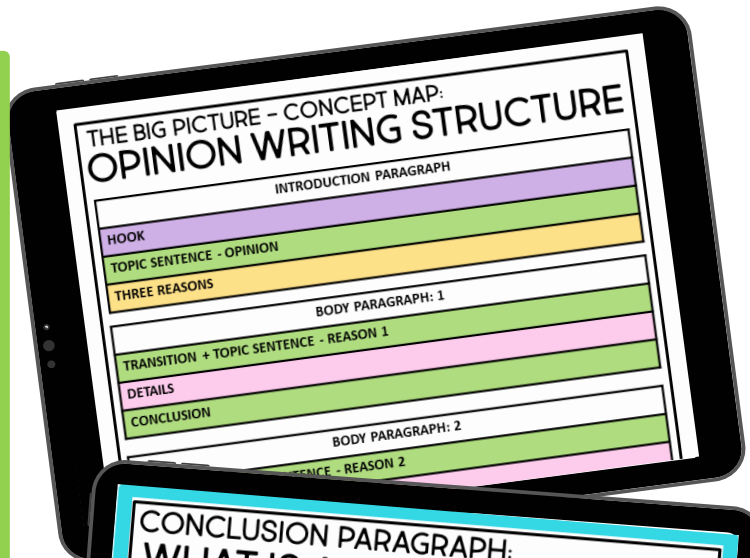 THE BIG PICTURE – CONCEPT MAP:
OPINION WRITING STRUCTURE
INTRODUCTION PARAGRAPH
HOOK
TOPIC SENTENCE - OPINION
THREE REASONS
BODY PARAGRAPH: 1
TRANSITION + TOPIC SENTENCE - REASON 1
DETAILS
CONCLUSION
BODY PARAGRAPH: 2
- REASON 2
CONCLUSION PARAGRAPH: